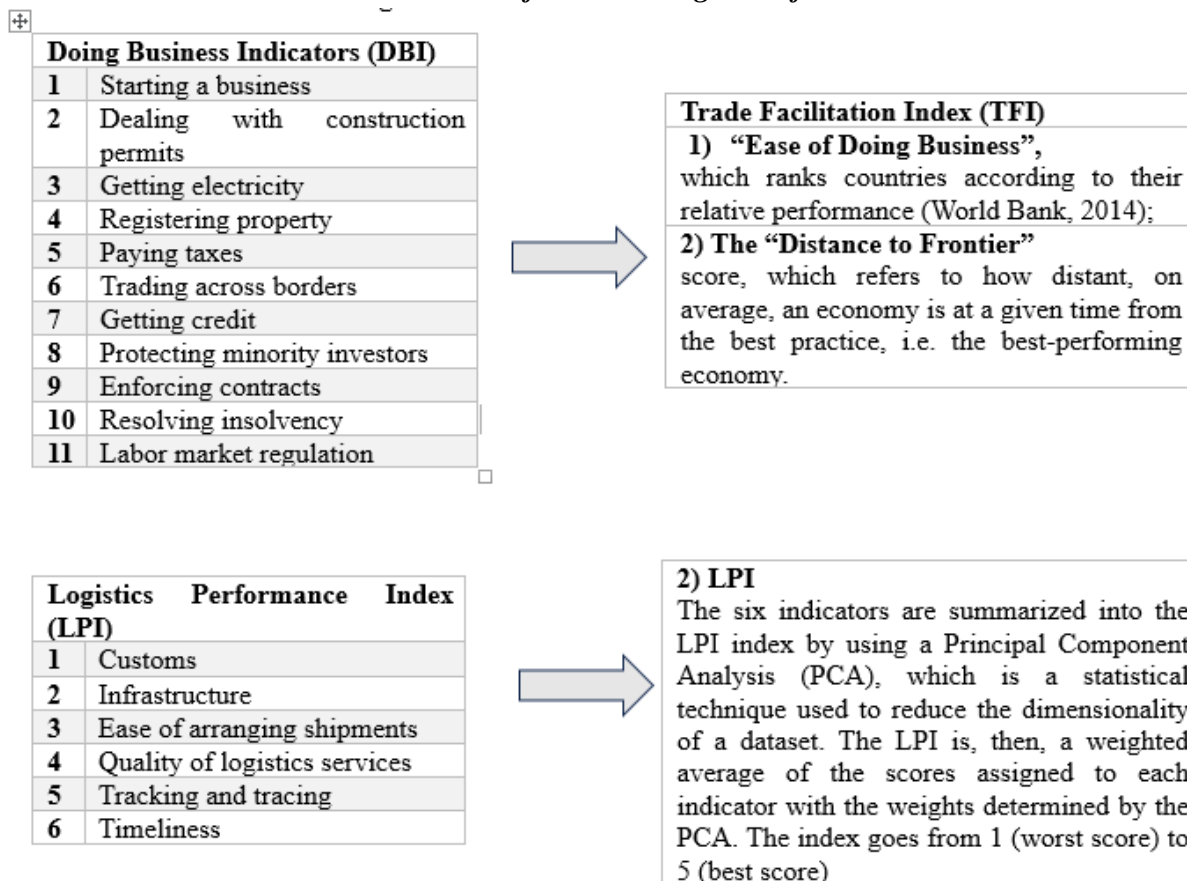 Doing Business Indicators (DBI)
1 Starting a business
2 Dealing with construction
permits
3 Getting electricity
4 Registering property
5 Paying taxes
6 Trading across borders
7 Getting credit
8 Protecting minority investors
9 Enforcing contracts
10 Resolving insolvency
11 Labor market regulation
Trade Facilitation Index (TFI)
1) “Ease of Doing Business”,
which ranks countries according to their
relative performance (World Bank, 2014);
2) The “Distance to Frontier”
score, which refers to how distant, on
average, an economy is at a given time from
the best practice, i.e. the best-performing
economy.
Logistics Performance Index
(LPI)
1 Customs
2 Infrastructure
3 Ease of arranging shipments
4 Quality of logistics services
5 Tracking and tracing
6 Timeliness
2) LPI
The six indicators are summarized into the
LPI index by using a Principal Component
Analysis (PCA), which is a statistical
technique used to reduce the dimensionality
of a dataset. The LPI is, then, a weighted
average of the scores assigned to each
indicator with the weights determined by the
PCA. The index goes from 1 (worst score) to
5 (best score)